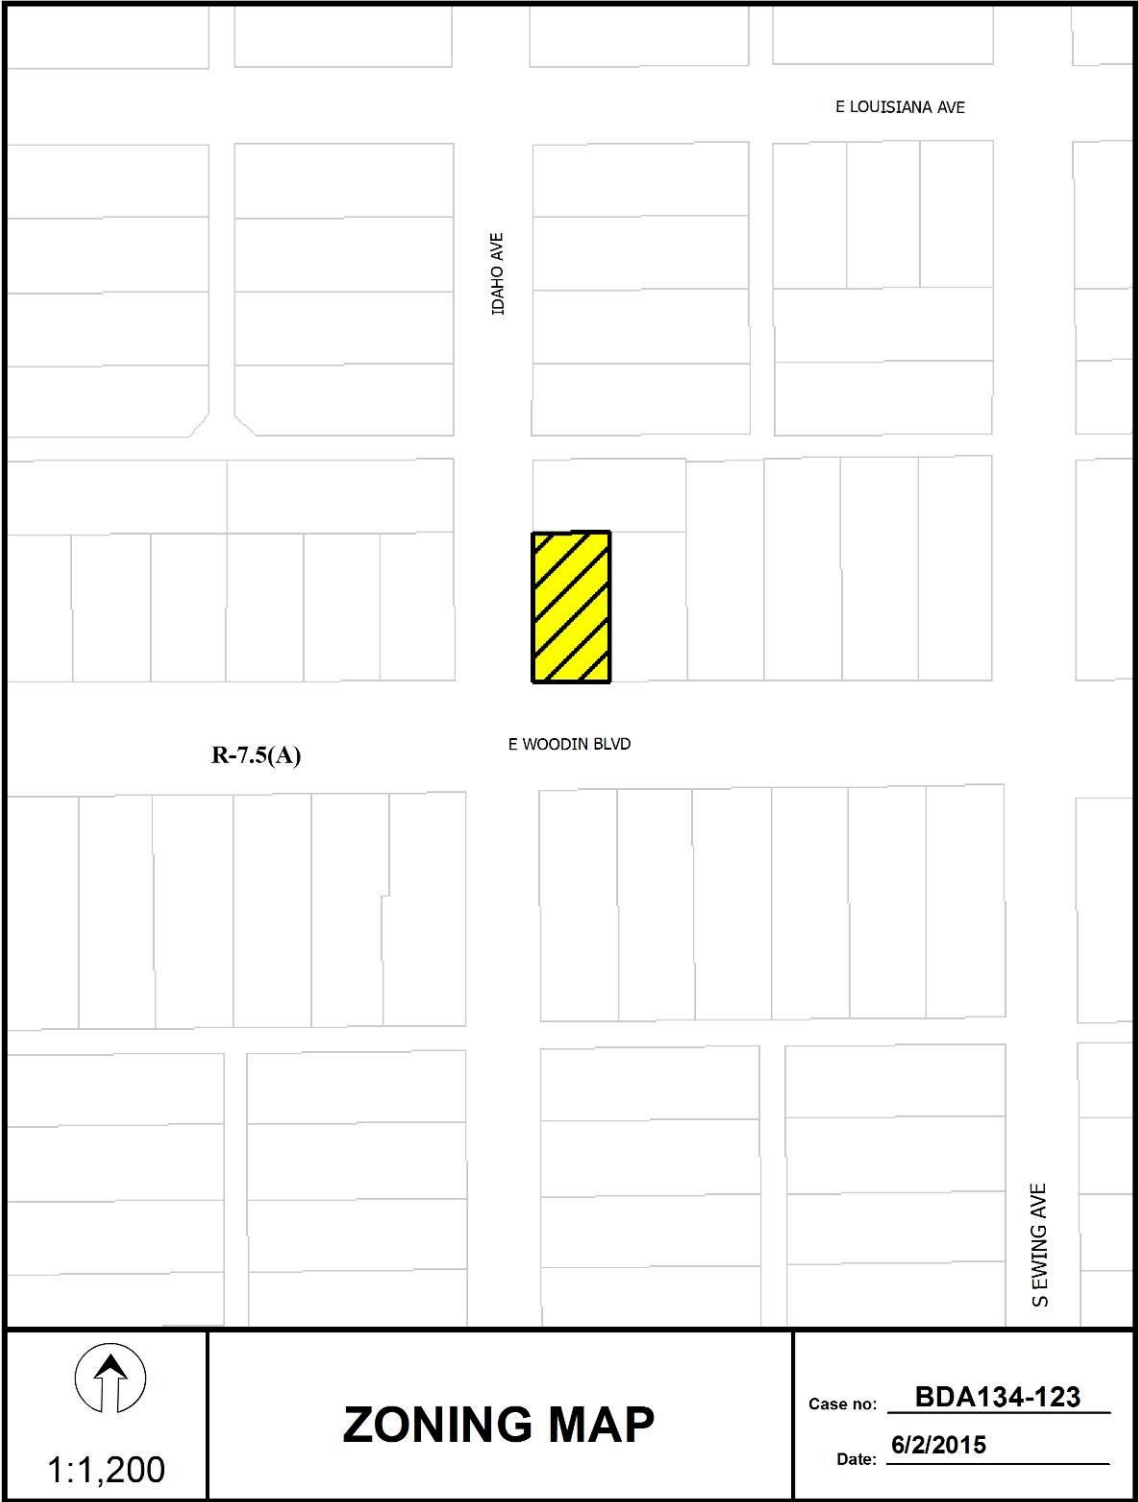 E LOUISIANA AVE
IDAHO AVE
E WOODIN BLVD
R-7.5(A)
S EWING AVE
1:1,200
ZONING MAP
Case no: BDA134-123
Date: 6/2/2015